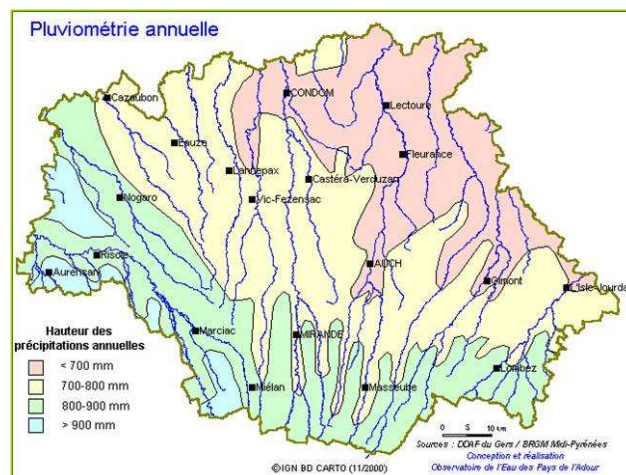 Pluviométrie annuelle
Cazaubon
CONDOM
Lectoure
Eauze
Fleurance
Lannepax
Castéra-Verduzan
Nogaro
Vic-Fezensac
Riscle
AUCH
Aurensan
Gimont
L'Isle-Jourda
Marciac
MIRANDE
Lombez
Miélan
Masseube
Hauteur des
précipitations annuelles
< 700 mm
700-800 mm
800-900 mm
> 900 mm
0 5 10 km
Sources : DDAF du Gers / BRGM Midi-Pyrénées
Conception et réalisation
Observatoire de l'Eau des Pays de l'Adour
©IGN BD CARTO (11/2000)